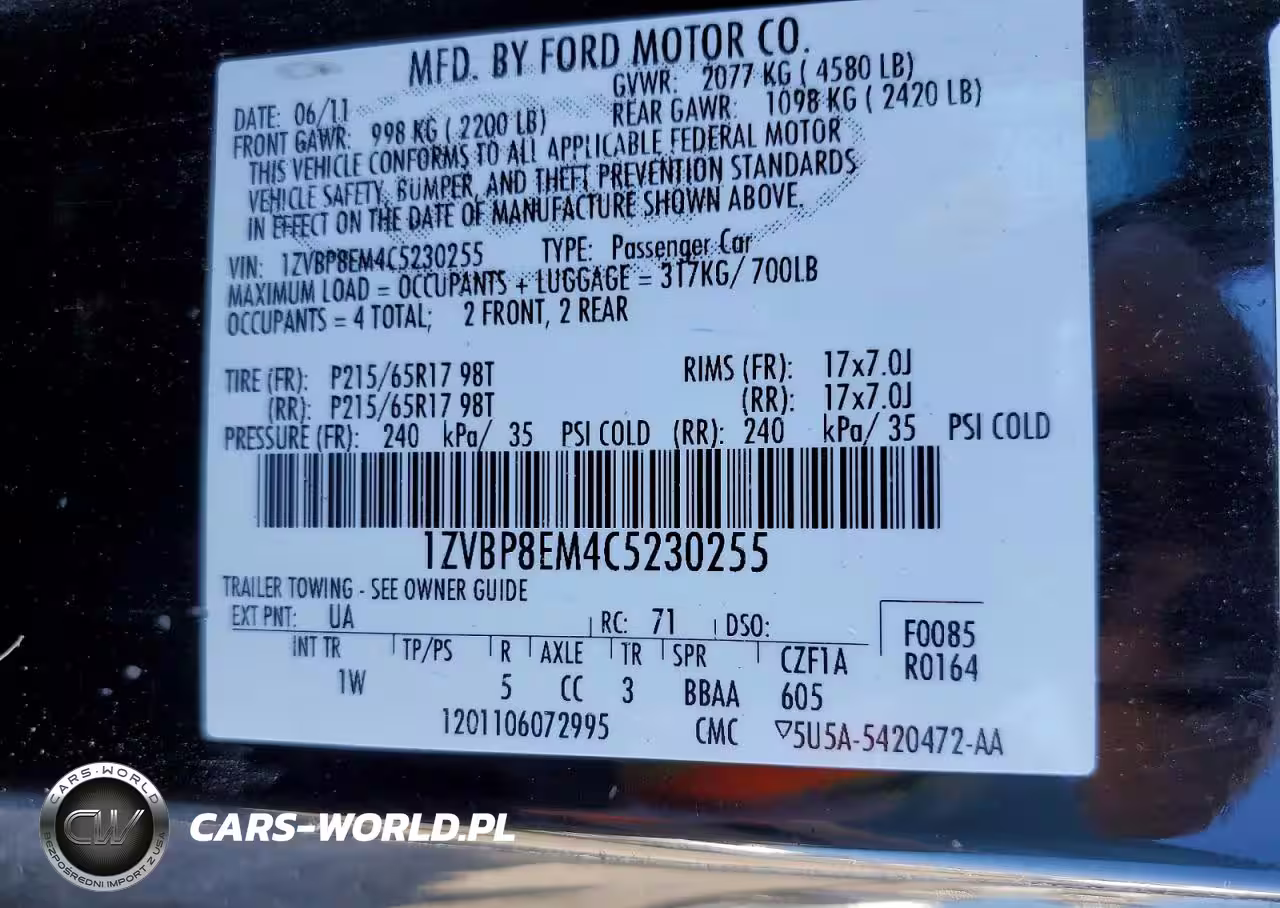 MFD. BY FORD MOTOR CO.
DATE: 06/11 GVWR: 2077 KG ( 4580 LB)
FRONT GAWR: 998 KG ( 2200 LB) REAR GAWR: 1098 KG ( 2420 LB)
THIS VEHICLE CONFORMS TO ALL APPLICABLE FEDERAL MOTOR
VEHICLE SAFETY, BUMPER, AND THEFT PREVENTION STANDARDS
IN EFFECT ON THE DATE OF MANUFACTURE SHOWN ABOVE.
VIN: 1ZVBP8EM4C5230255 TYPE: Passenger Car
MAXIMUM LOAD = OCCUPANTS + LUGGAGE = 317KG/ 700LB
OCCUPANTS = 4 TOTAL; 2 FRONT, 2 REAR
TIRE (FR): P215/65R17 98T RIMS (FR): 17x7.0J
(RR): P215/65R17 98T (RR): 17x7.0J
PRESSURE (FR): 240 kPa/ 35 PSI COLD (RR): 240 kPa/ 35 PSI COLD
1ZVBP8EM4C5230255
TRAILER TOWING - SEE OWNER GUIDE
EXT PNT: UA RC: 71 DSO: F0085
INT TR TP/PS R AXLE TR SPR CZF1A R0164
1W 5 CC 3 BBAA 605
1201106072995 CMC ▽5U5A-5420472-AA
CARS-WORLD
CW
BEZPOŚREDNI IMPORT Z USA
CARS-WORLD.PL